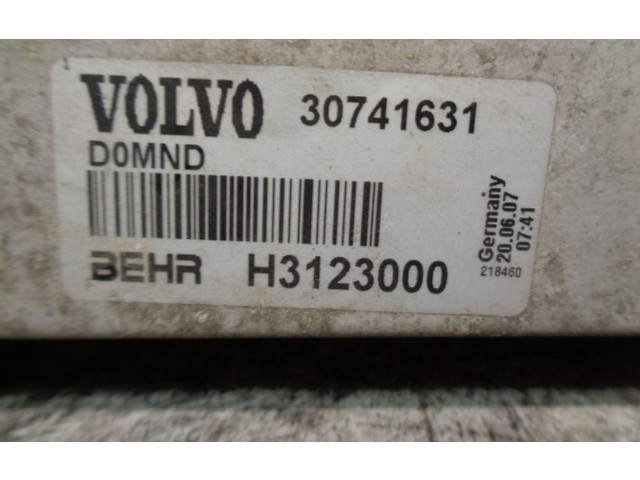 VOLVO 30741631
D0MND
BEHR H3123000
Germany
20.06.07
07:41
218460